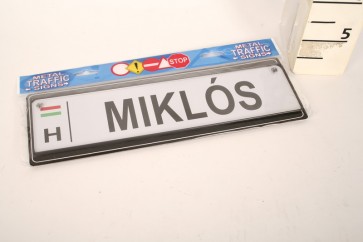 METAL TRAFFIC SIGNS
STOP
METAL TRAFFIC SIGNS
H
MIKLÓS
5